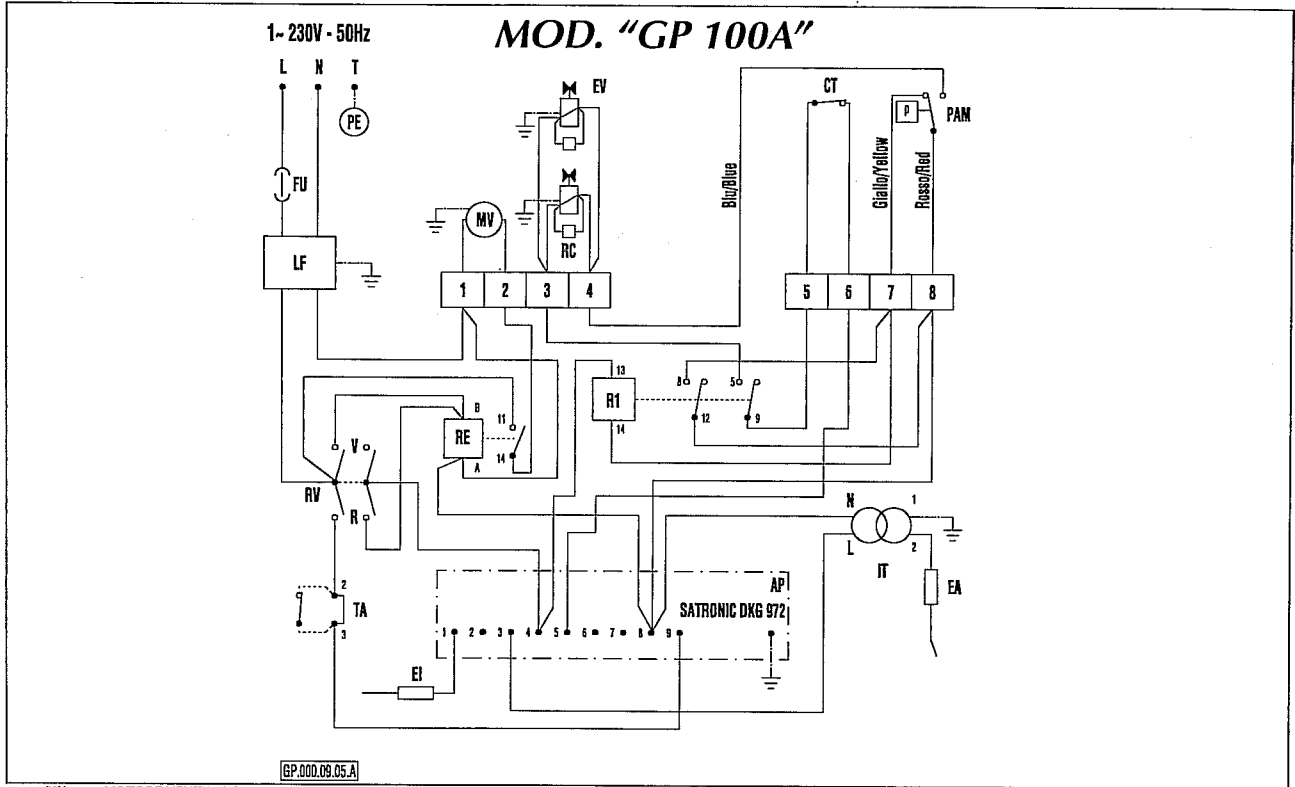 1~ 230V - 50Hz
MOD. "GP 100A"
L N T
PE
FU
LF
EV
RC
MV
CT
P
PAM
Blu/Blue
Giallo/Yellow
Rosso/Red
1 2 3 4
5 6 7 8
13
R1
14
8 5
12 9
B
RE
A
11
14
V
RV
R
N 1
L 2
IT
EA
2
TA
3
AP
SATRONIC DKG 972
1 2 3 4 5 6 7 8 9
EI
GP.000.09.05.A